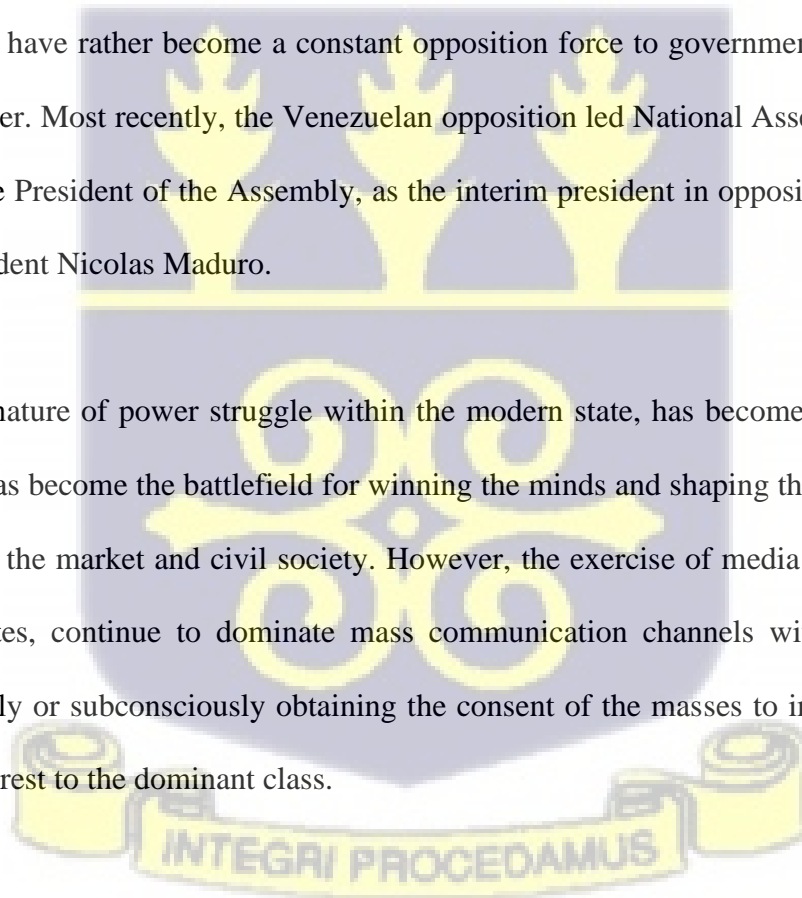 have rather become a constant opposition force to governmen
er. Most recently, the Venezuelan opposition led National Asse
e President of the Assembly, as the interim president in opposi
dent Nicolas Maduro.
nature of power struggle within the modern state, has become
as become the battlefield for winning the minds and shaping th
the market and civil society. However, the exercise of media
tes, continue to dominate mass communication channels wi
ly or subconsciously obtaining the consent of the masses to i
rest to the dominant class.
INTEGRI PROCEDAMUS